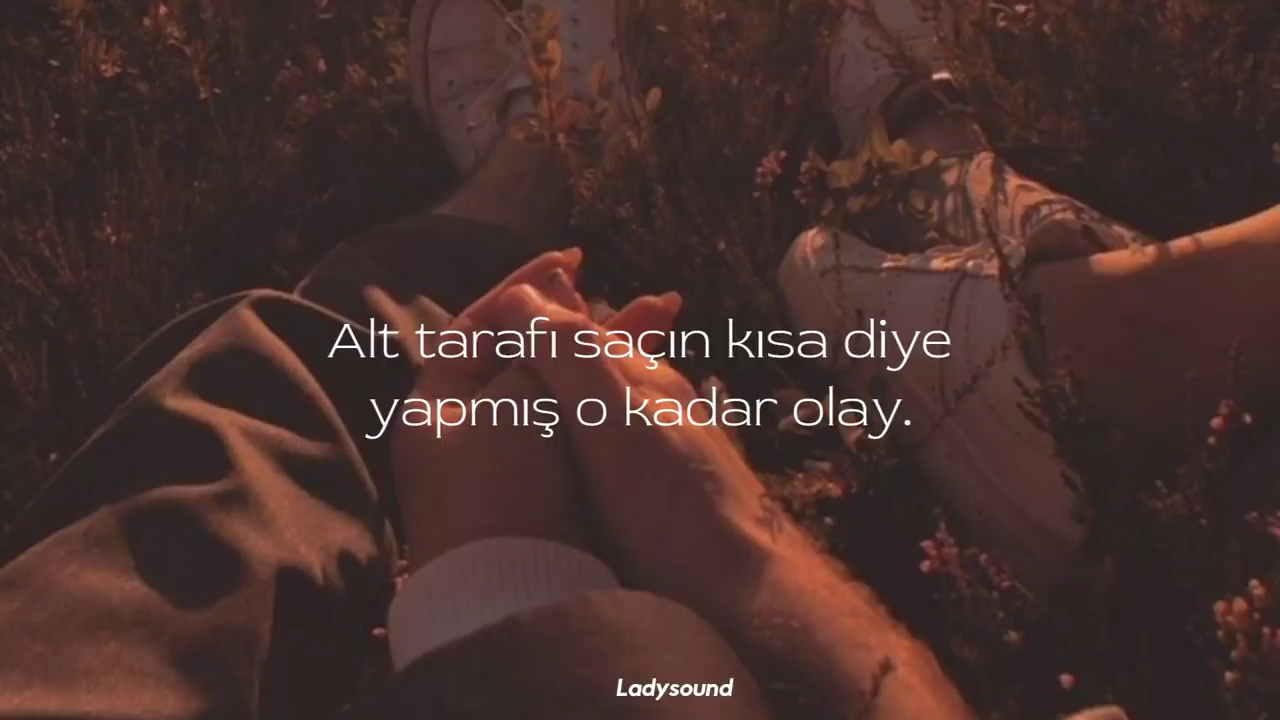 Alt tarafı saçın kısa diye
yapmış o kadar olay.
Ladysound